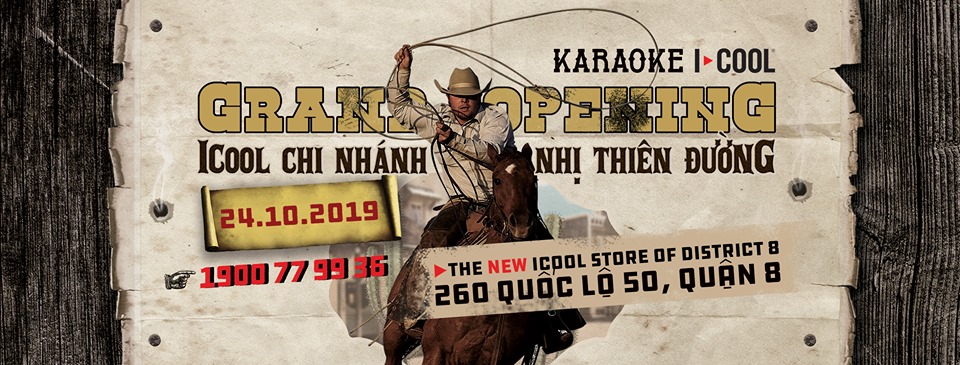 KARAOKE I COOL
GRAND OPENING
ICOOL CHI NHÁNH NHỊ THIÊN ĐƯỜNG
24.10.2019
1900 77 99 36
THE NEW ICOOL STORE OF DISTRICT 8
260 QUỐC LỘ 50, QUẬN 8